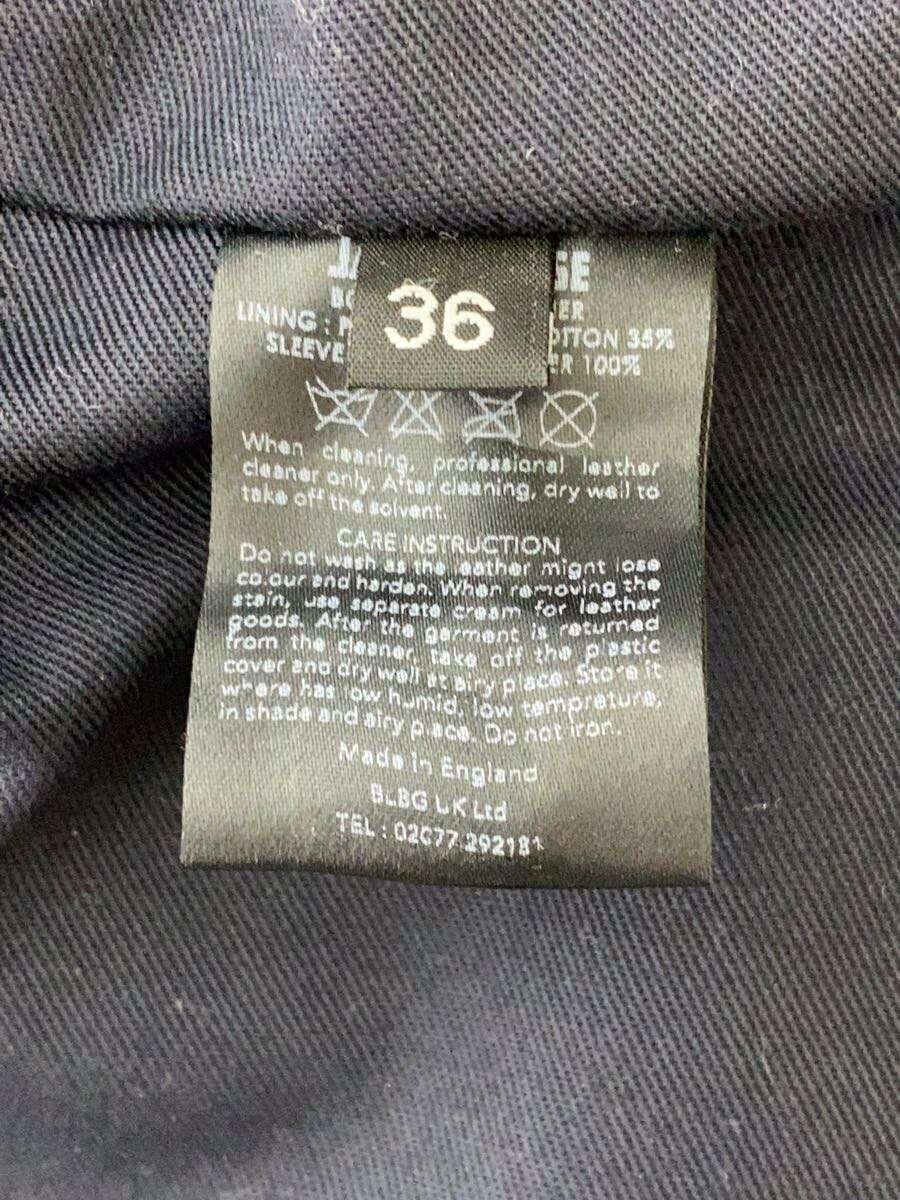 36
LINING :
OTTON 35%
SLEEVE
100%
When cleaning, professional leather
cleaner only. After cleaning, dry well to
take off the solvent.
CARE INSTRUCTION
Do not wash as the leather might lose
colour and harden. When removing the
stain, use separate cream for leather
goods. After the garment is returned
from the cleaner, take off the plastic
cover and dry well at airy place. Store it
where has low humid, low tempreture,
in shade and airy place. Do not iron.
Made in England
BLBG UK Ltd
TEL : 02077 292181